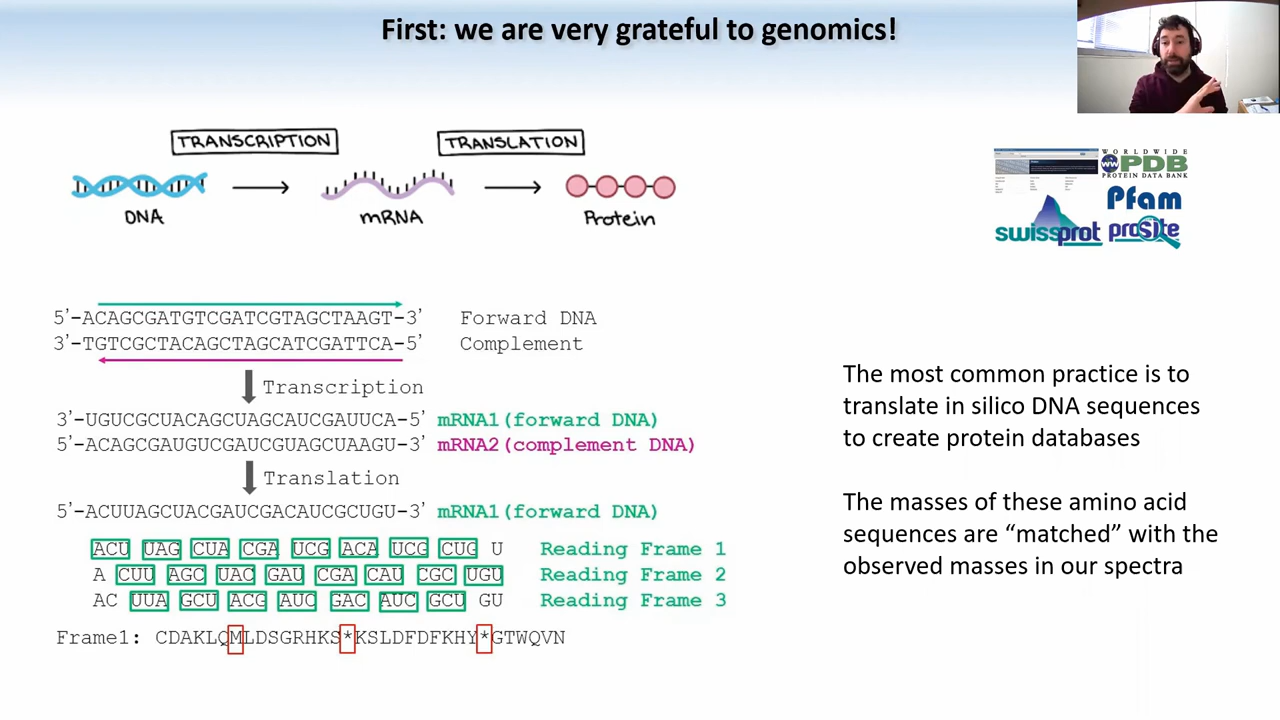 First: we are very grateful to genomics!
TRANSCRIPTION
TRANSLATION
DNA
mRNA
Protein
WORLDWIDE
PDB
PROTEIN DATA BANK
Pfam
swissprot
prosite
5'-ACAGCGATGTCGATCGTAGCTAAGT-3' Forward DNA
3'-TGTCGCTACAGCTAGCATCGATTCA-5' Complement
Transcription
3'-UGUCGCUACAGCUAGCAUCGAUUCA-5' mRNA1(forward DNA)
5'-ACAGCGAUGUCGAUCGUAGCUAAGU-3' mRNA2(complement DNA)
Translation
5'-ACUUAGCUACGAUCGACAUCGCUGU-3' mRNA1(forward DNA)
ACU UAG CUA CGA UCG ACA UCG CUG U Reading Frame 1
A CUU AGC UAC GAU CGA CAU CGC UGU Reading Frame 2
AC UUA GCU ACG AUC GAC AUC GCU GU Reading Frame 3
Frame1: CDAKLQMLDSGRHKS*KSLDFDFKHY*GTWQVN
The most common practice is to
translate in silico DNA sequences
to create protein databases
The masses of these amino acid
sequences are “matched” with the
observed masses in our spectra